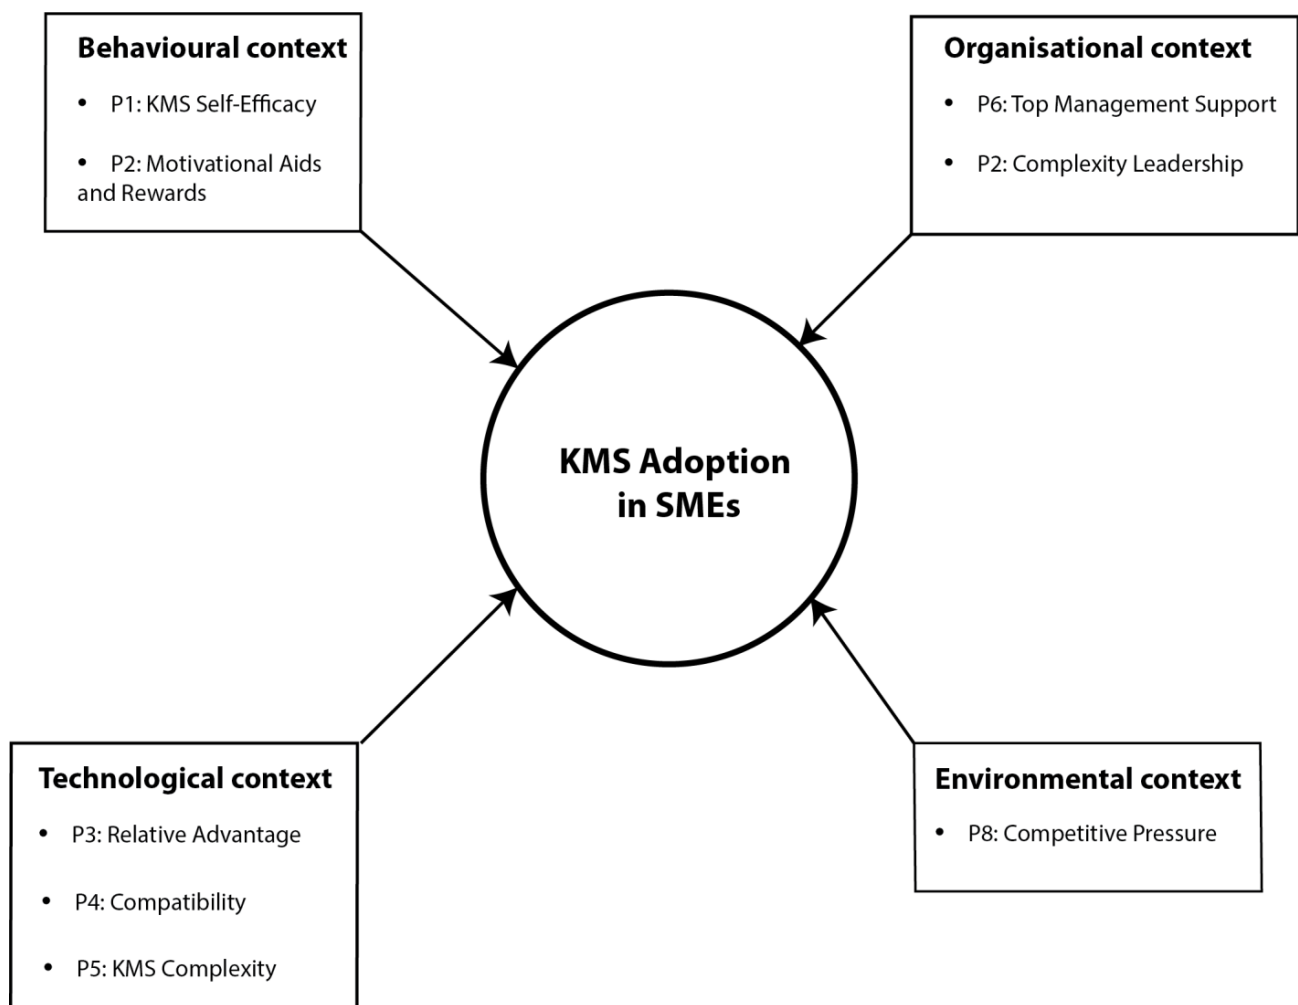 Behavioural context
• P1: KMS Self-Efficacy
• P2: Motivational Aids
and Rewards
Organisational context
• P6: Top Management Support
• P2: Complexity Leadership
KMS Adoption
in SMEs
Technological context
• P3: Relative Advantage
• P4: Compatibility
• P5: KMS Complexity
Environmental context
• P8: Competitive Pressure